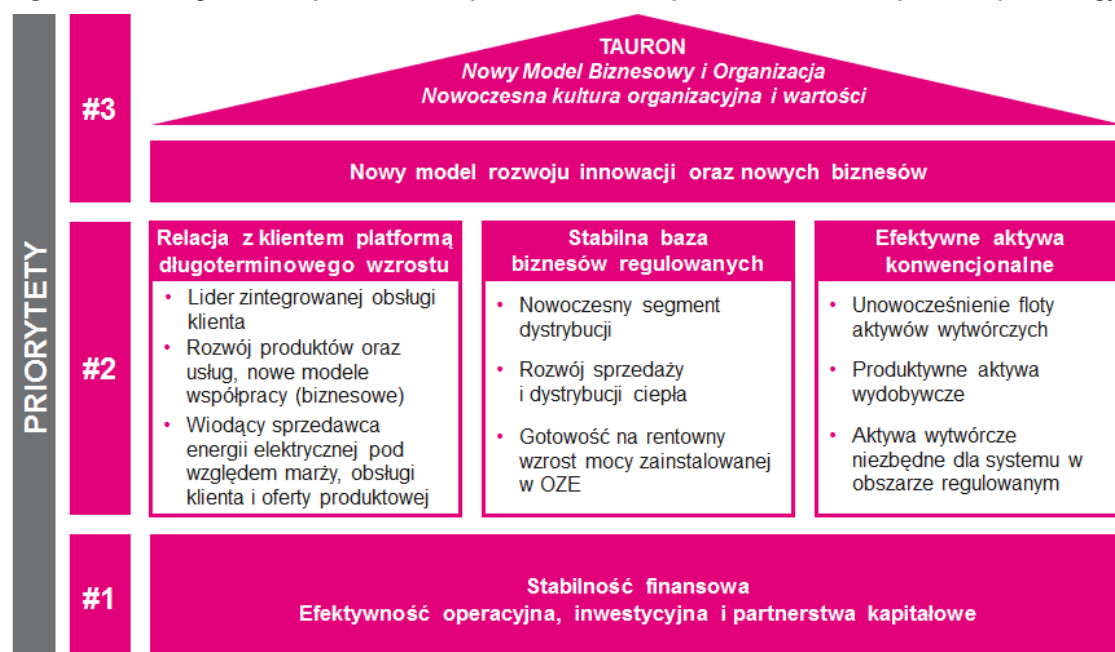 PRIORYTETY
#3
TAURON
Nowy Model Biznesowy i Organizacja
Nowoczesna kultura organizacyjna i wartości
Nowy model rozwoju innowacji oraz nowych biznesów
#2
Relacja z klientem platformą
długoterminowego wzrostu
• Lider zintegrowanej obsługi
klienta
• Rozwój produktów oraz
usług, nowe modele
współpracy (biznesowe)
• Wiodący sprzedawca
energii elektrycznej pod
względem marży, obsługi
klienta i oferty produktowej
Stabilna baza
biznesów regulowanych
• Nowoczesny segment
dystrybucji
• Rozwój sprzedaży
i dystrybucji ciepła
• Gotowość na rentowny
wzrost mocy zainstalowanej
w OZE
Efektywne aktywa
konwencjonalne
• Unowocześnienie floty
aktywów wytwórczych
• Produktywne aktywa
wydobywcze
• Aktywa wytwórcze
niezbędne dla systemu w
obszarze regulowanym
#1
Stabilność finansowa
Efektywność operacyjna, inwestycyjna i partnerstwa kapitałowe